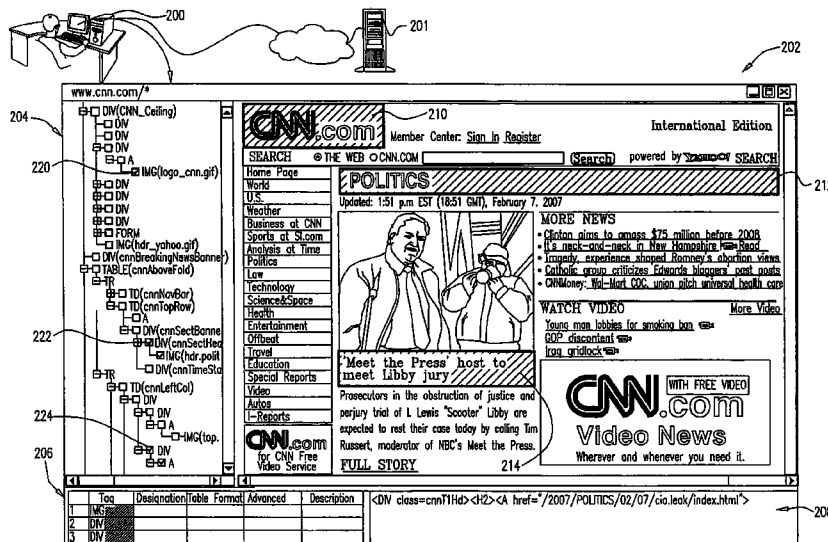 200
201
202
www.cnn.com/*
204
DIV(CNN_Ceiling)
DIV
DIV
DIV
A
220
IMG(logo_cnn.gif)
DIV
DIV
DIV
FORM
IMG(hdr_yahoo.gif)
DIV(cnnBreakingNewsBanner)
TABLE(cnnAboveFold)
TR
TD(cnnNavBar)
TD(cnnTopRow)
A
222
DIV(cnnSectBanne
DIV(cnnSectHea
IMG(hdr.polit
DIV(cnnTimeSta
TR
TD(cnnLeftCol)
DIV
DIV
224
A
IMG(top.
DIV
A
CNN.com
210
Member Center: Sign In Register
International Edition
SEARCH THE WEB CNN.COM Search powered by SEARCH
Home Page
World
U.S.
Weather
Business at CNN
Sports at SI.com
Analysis at Time
Politics
Law
Technology
Science&Space
Health
Entertainment
Offbeat
Travel
Education
Special Reports
Video
Autos
I-Reports
CNN.com
for CNN Free
Video Service
POLITICS
212
Updated: 1:51 p.m EST (18:51 GMT), February 7, 2007
'Meet the Press' host to
meet Libby jury
Prosecutors in the obstruction of justice and
perjury trial of I. Lewis "Scooter" Libby are
expected to rest their case today by calling Tim
Russert, moderator of NBC's Meet the Press.
FULL STORY
214
MORE NEWS
• Clinton aims to amass $75 million before 2008
• It's neck-and-neck in New Hampshire Read
• Tragedy, experience shaped Romney's abortion views
• Catholic group criticizes Edwards bloggers' past posts
• CNNMoney: Wal-Mart COC, union pitch universal health care
WATCH VIDEO More Video
Young man lobbies for smoking ban
GOP discontent
Iraq gridlock
CNN.com WITH FREE VIDEO
Video News
Wherever and whenever you need it.
206
Tag Designation Table Format Advanced Description
1 IMG
2 DIV
3 DIV
<DIV class=cnnT1Hd><H2><A href="/2007/POLITICS/02/07/cia.leak/index.html">
208